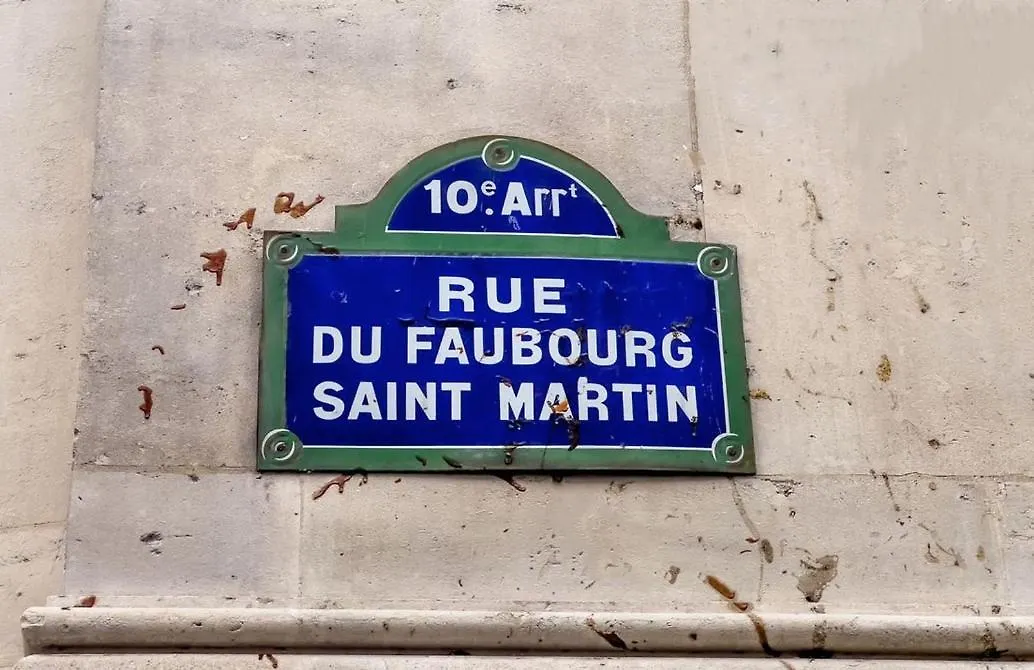 10e. Arrt
RUE
DU FAUBOURG
SAINT MARTIN